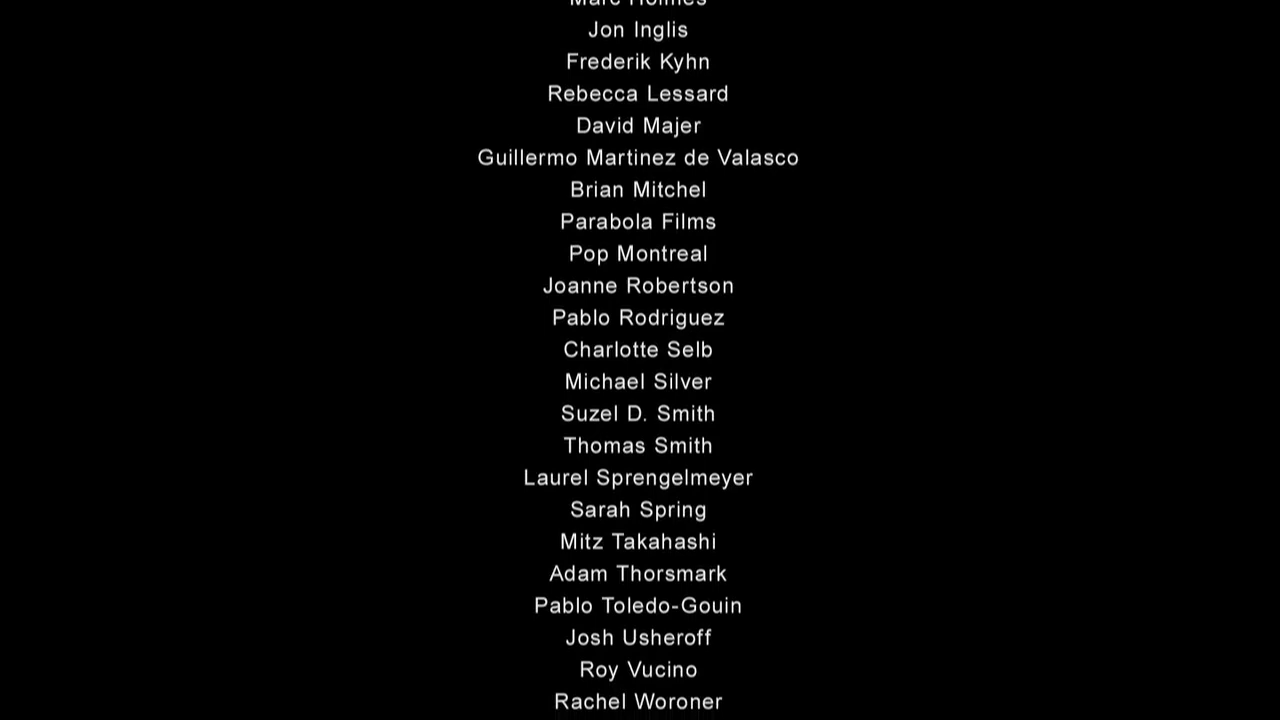 Marc Holmes
Jon Inglis
Frederik Kyhn
Rebecca Lessard
David Majer
Guillermo Martinez de Valasco
Brian Mitchel
Parabola Films
Pop Montreal
Joanne Robertson
Pablo Rodriguez
Charlotte Selb
Michael Silver
Suzel D. Smith
Thomas Smith
Laurel Sprengelmeyer
Sarah Spring
Mitz Takahashi
Adam Thorsmark
Pablo Toledo-Gouin
Josh Usheroff
Roy Vucino
Rachel Woroner